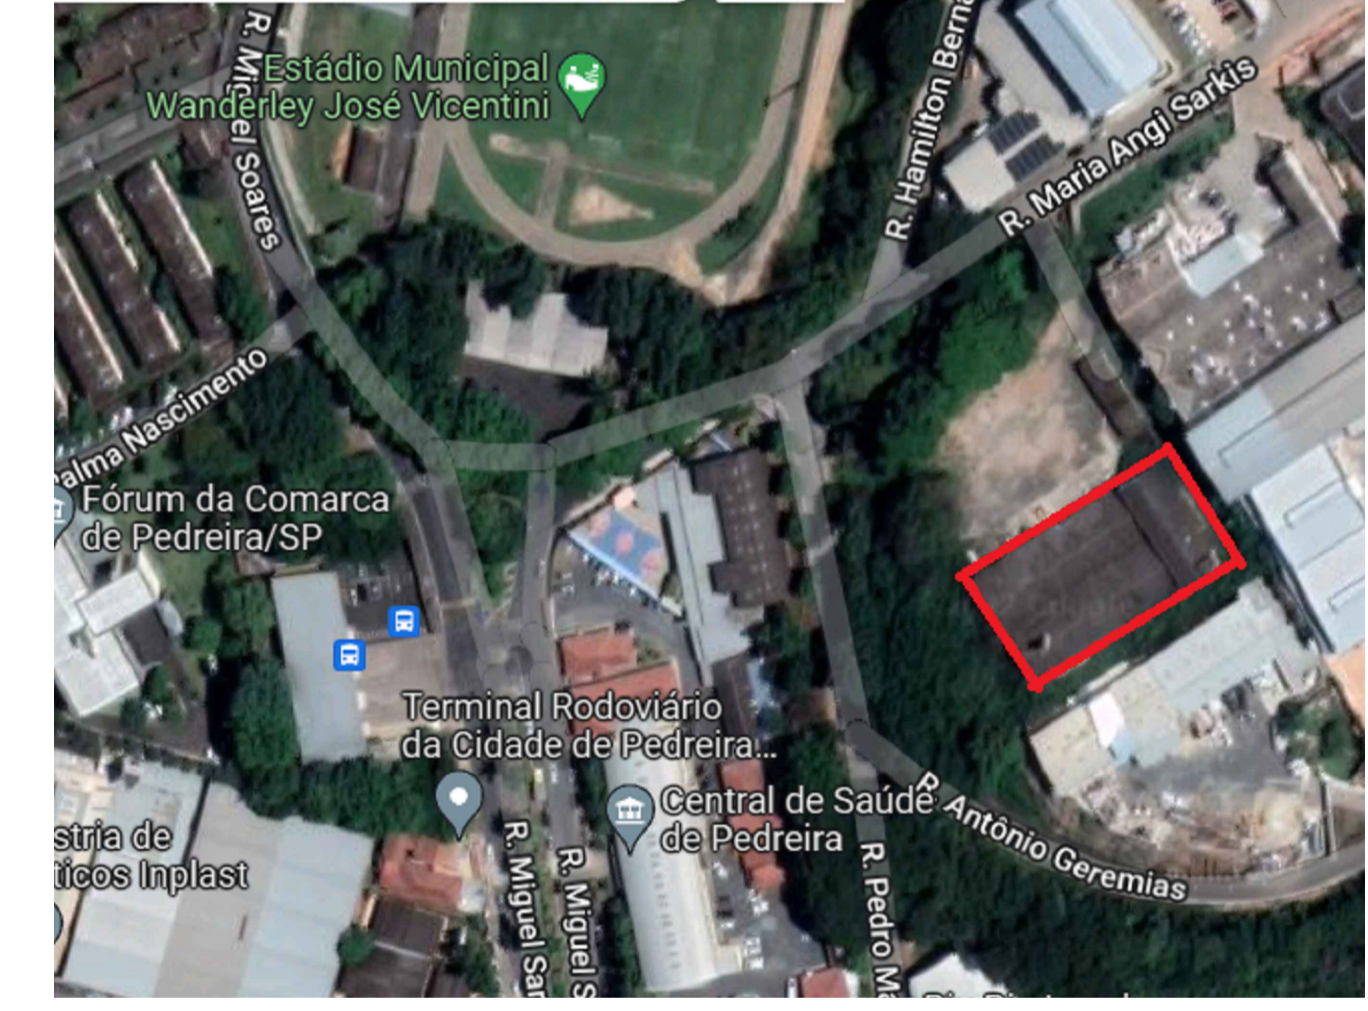 R. Miguel Soares
Estádio Municipal
Wanderley José Vicentini
R. Hamilton Berna
R. Maria Angi Sarkis
alma Nascimento
Fórum da Comarca
de Pedreira/SP
Terminal Rodoviário
da Cidade de Pedreira...
Central de Saúde
de Pedreira
R. Antônio Geremias
stria de
ticos Inplast
R. Miguel San
R. Miguel S
R. Pedro Ma